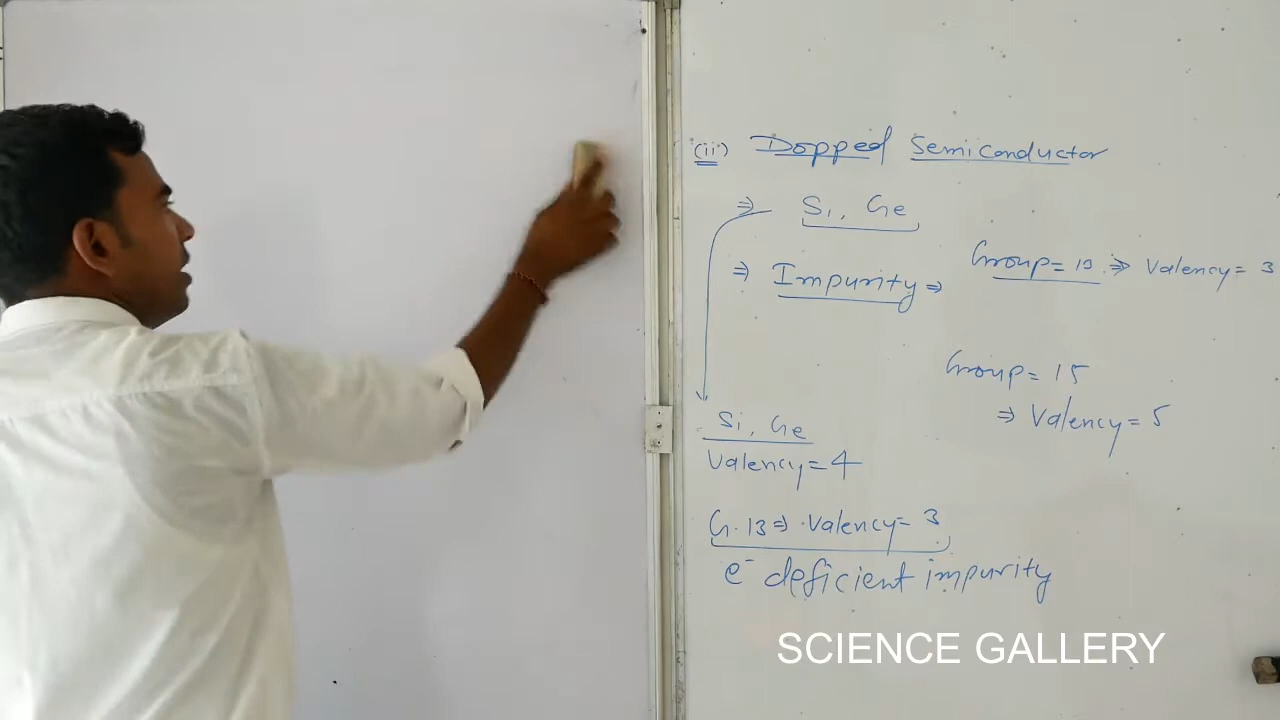 (ii) Dopped Semiconductor
⇒ Si, Ge
⇒ Impurity ⇒ Group = 13 ⇒ Valency = 3
Group = 15
⇒ Valency = 5
Si, Ge
Valency = 4
G. 13 ⇒ Valency = 3
e⁻ deficient impurity
SCIENCE GALLERY